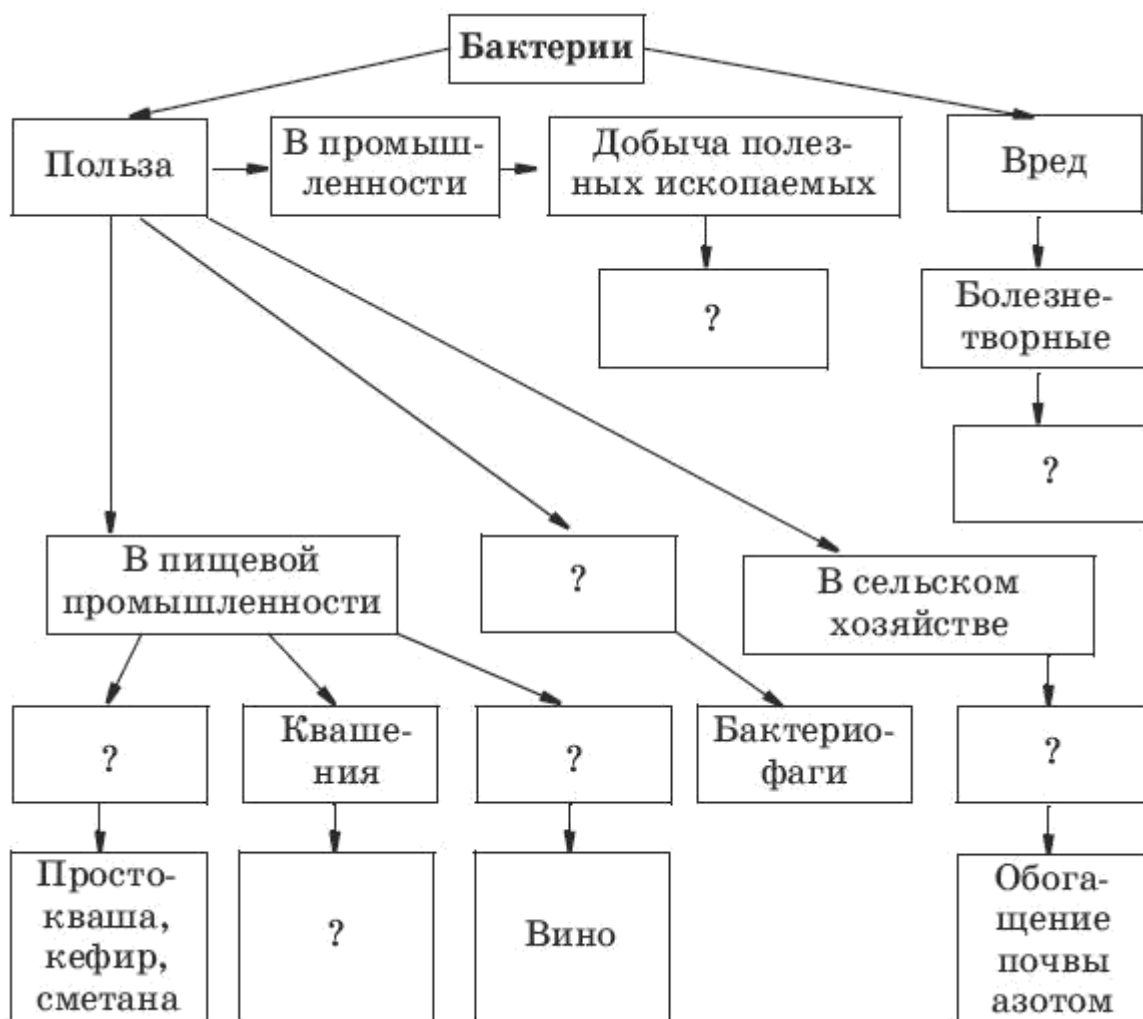 Бактерии
Польза
В промыш-
ленности
Добыча полез-
ных ископаемых
Вред
?
Болезне-
творные
?
В пищевой
промышленности
?
В сельском
хозяйстве
?
Кваше-
ния
?
Бактерио-
фаги
?
Просто-
кваша,
кефир,
сметана
?
Вино
Обога-
щение
почвы
азотом